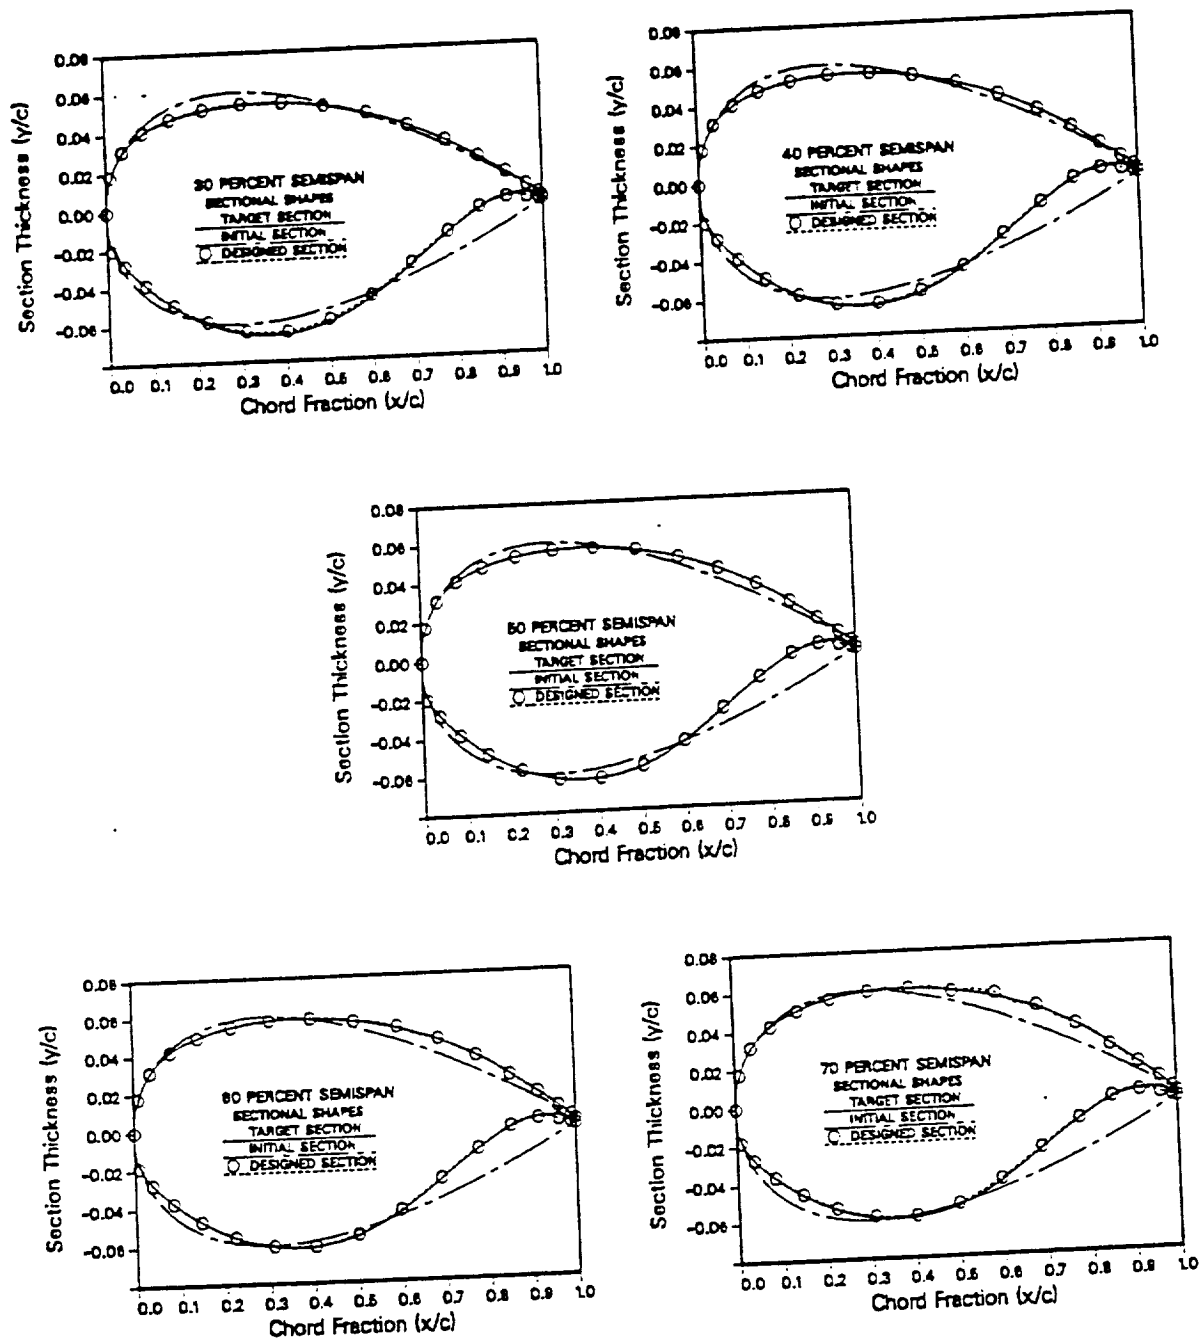 0.08
0.06
0.04
0.02
0.00
-0.02
-0.04
-0.06
Section Thickness (y/c)
30 PERCENT SEMISPAN
SECTIONAL SHAPES
TARGET SECTION
INITIAL SECTION
DESIGNED SECTION
0.0 0.1 0.2 0.3 0.4 0.5 0.6 0.7 0.8 0.9 1.0
Chord Fraction (x/c)
0.08
0.06
0.04
0.02
0.00
-0.02
-0.04
-0.06
Section Thickness (y/c)
40 PERCENT SEMISPAN
SECTIONAL SHAPES
TARGET SECTION
INITIAL SECTION
DESIGNED SECTION
0.0 0.1 0.2 0.3 0.4 0.5 0.6 0.7 0.8 0.9 1.0
Chord Fraction (x/c)
0.08
0.06
0.04
0.02
0.00
-0.02
-0.04
-0.06
Section Thickness (y/c)
50 PERCENT SEMISPAN
SECTIONAL SHAPES
TARGET SECTION
INITIAL SECTION
DESIGNED SECTION
0.0 0.1 0.2 0.3 0.4 0.5 0.6 0.7 0.8 0.9 1.0
Chord Fraction (x/c)
0.08
0.06
0.04
0.02
0.00
-0.02
-0.04
-0.06
Section Thickness (y/c)
60 PERCENT SEMISPAN
SECTIONAL SHAPES
TARGET SECTION
INITIAL SECTION
DESIGNED SECTION
0.0 0.1 0.2 0.3 0.4 0.5 0.6 0.7 0.8 0.9 1.0
Chord Fraction (x/c)
0.08
0.06
0.04
0.02
0.00
-0.02
-0.04
-0.06
Section Thickness (y/c)
70 PERCENT SEMISPAN
SECTIONAL SHAPES
TARGET SECTION
INITIAL SECTION
DESIGNED SECTION
0.0 0.1 0.2 0.3 0.4 0.5 0.6 0.7 0.8 0.9 1.0
Chord Fraction (x/c)